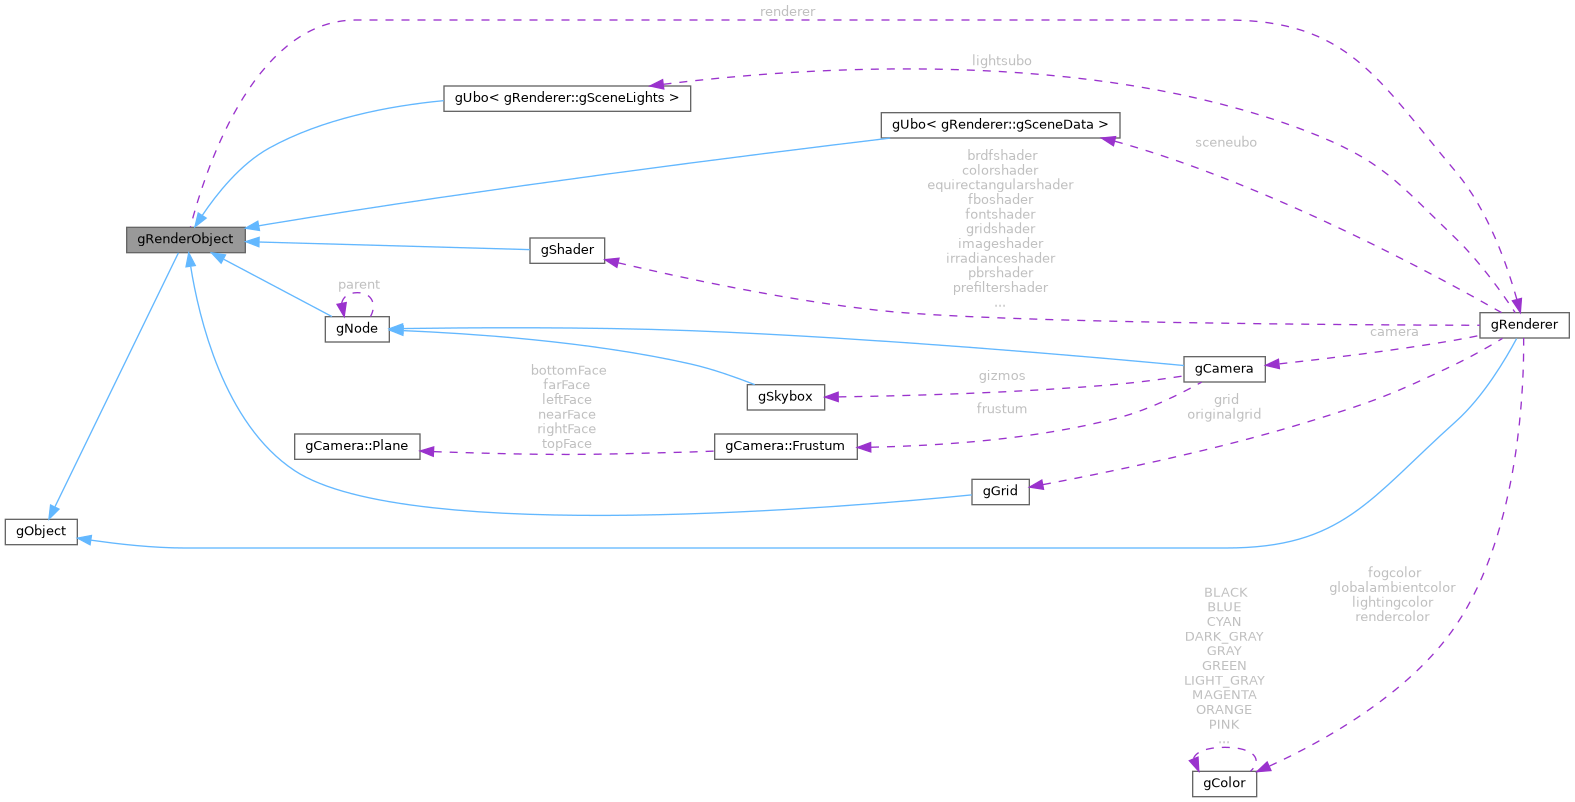 renderer
lightsubo
gUbo< gRenderer::gSceneLights >
gUbo< gRenderer::gSceneData >
sceneubo
brdfshader
colorshader
equirectangularshader
fboshader
fontshader
gridshader
imageshader
irradianceshader
pbrshader
prefiltershader
...
gRenderObject
gShader
parent
gNode
gRenderer
camera
gCamera
gizmos
gSkybox
bottomFace
farFace
leftFace
nearFace
rightFace
topFace
frustum
grid
originalgrid
gCamera::Plane
gCamera::Frustum
gGrid
gObject
fogcolor
globalambientcolor
lightingcolor
rendercolor
BLACK
BLUE
CYAN
DARK_GRAY
GRAY
GREEN
LIGHT_GRAY
MAGENTA
ORANGE
PINK
...
gColor